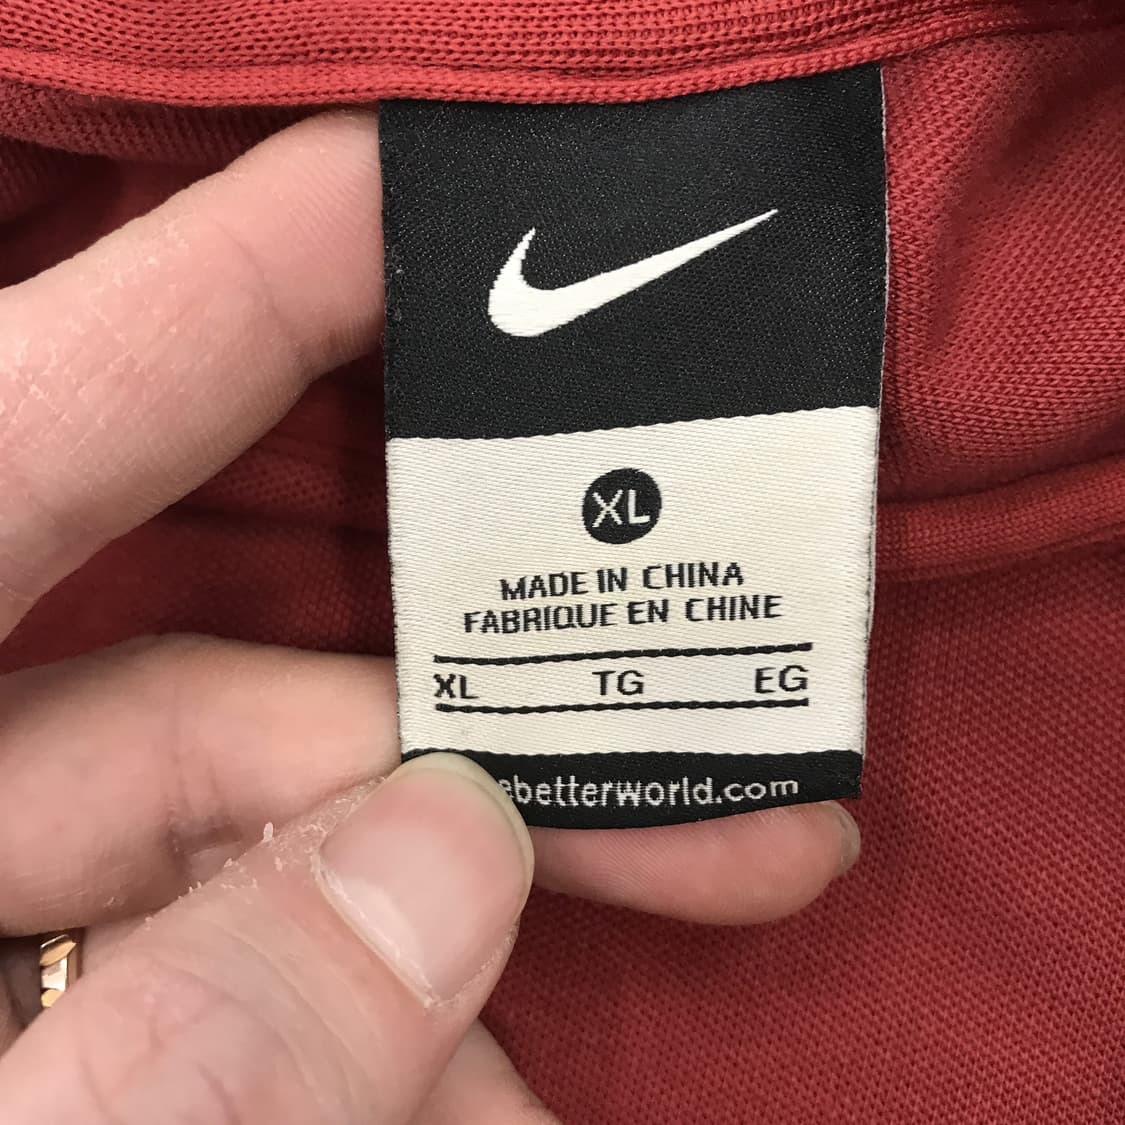 XL
MADE IN CHINA
FABRIQUE EN CHINE
XL TG EG
ebetterworld.com